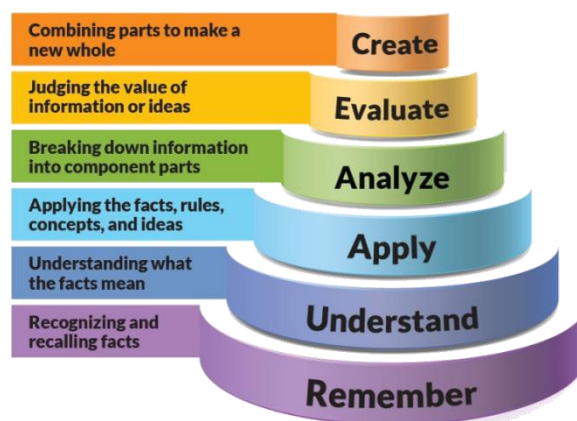 Combining parts to make a
new whole
Create
Judging the value of
information or ideas
Evaluate
Breaking down information
into component parts
Analyze
Applying the facts, rules,
concepts, and ideas
Apply
Understanding what
the facts mean
Understand
Recognizing and
recalling facts
Remember